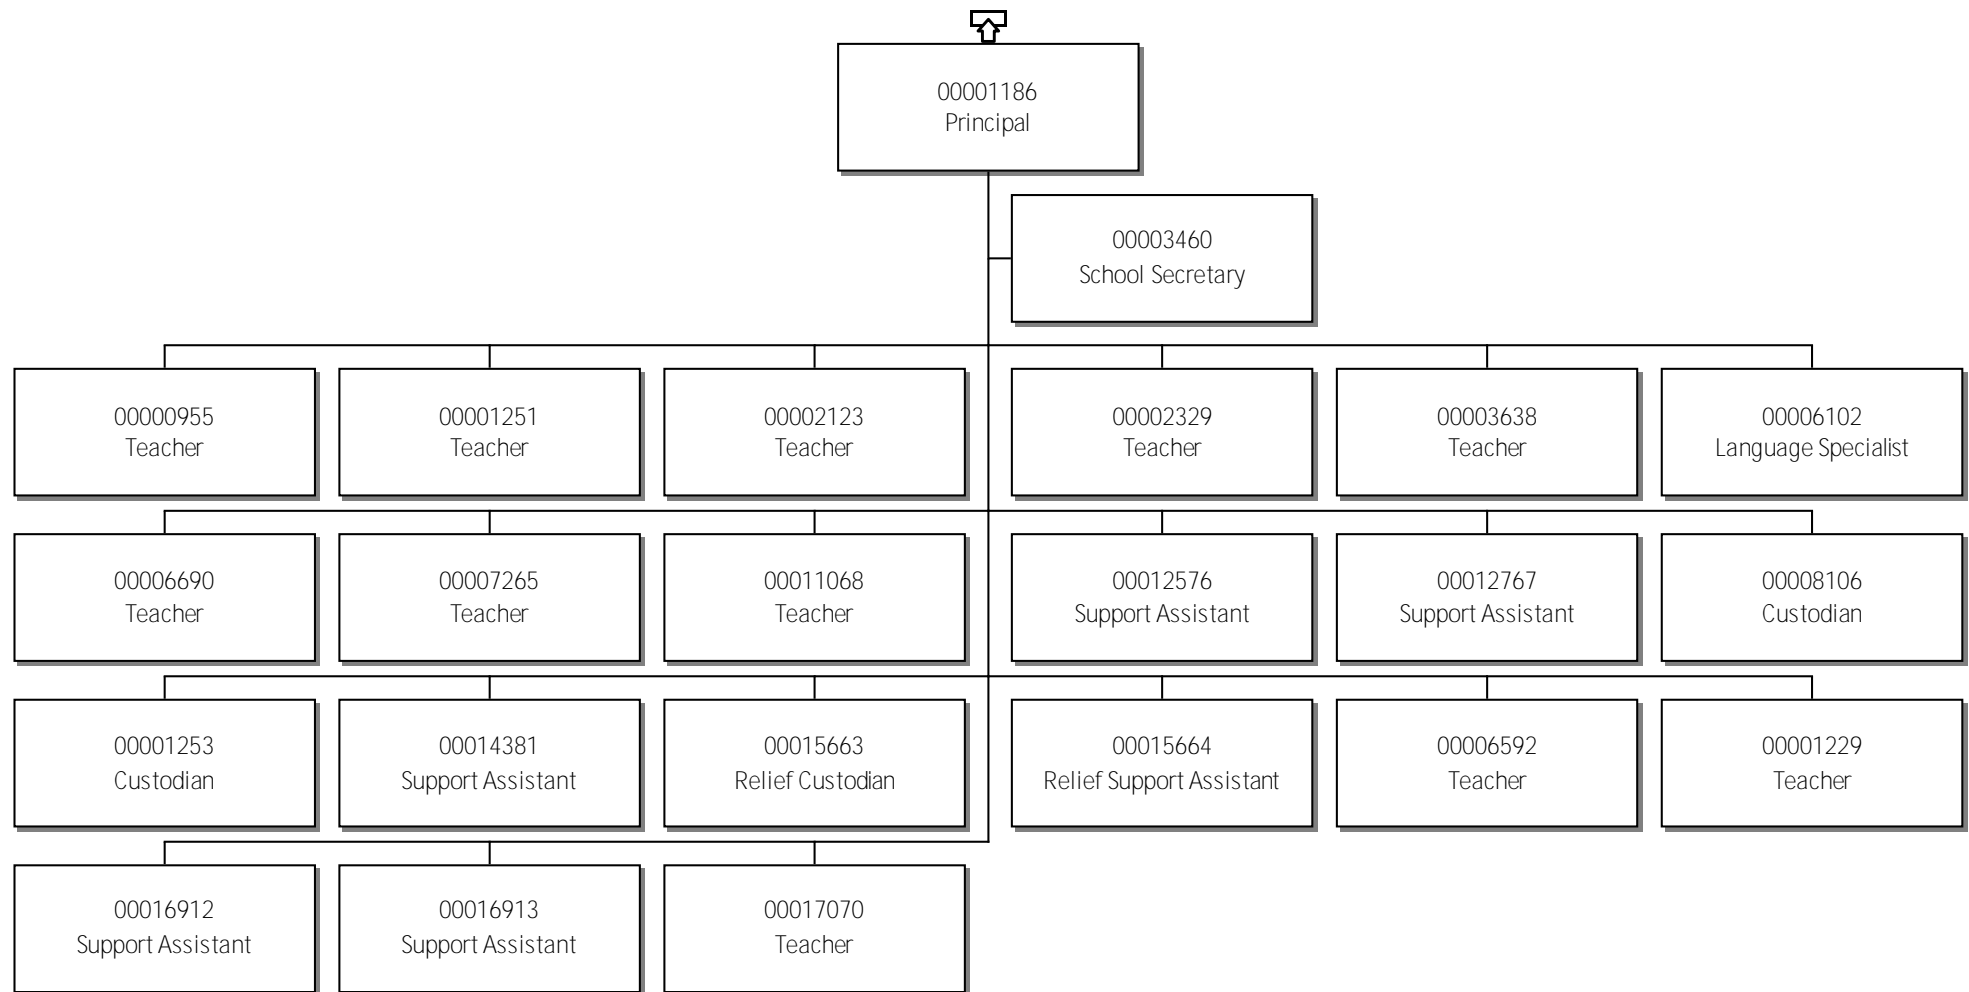 00001186
Principal
00003460
School Secretary
00000955
Teacher
00001251
Teacher
00002123
Teacher
00002329
Teacher
00003638
Teacher
00006102
Language Specialist
00006690
Teacher
00007265
Teacher
00011068
Teacher
00012576
Support Assistant
00012767
Support Assistant
00008106
Custodian
00001253
Custodian
00014381
Support Assistant
00015663
Relief Custodian
00015664
Relief Support Assistant
00006592
Teacher
00001229
Teacher
00016912
Support Assistant
00016913
Support Assistant
00017070
Teacher